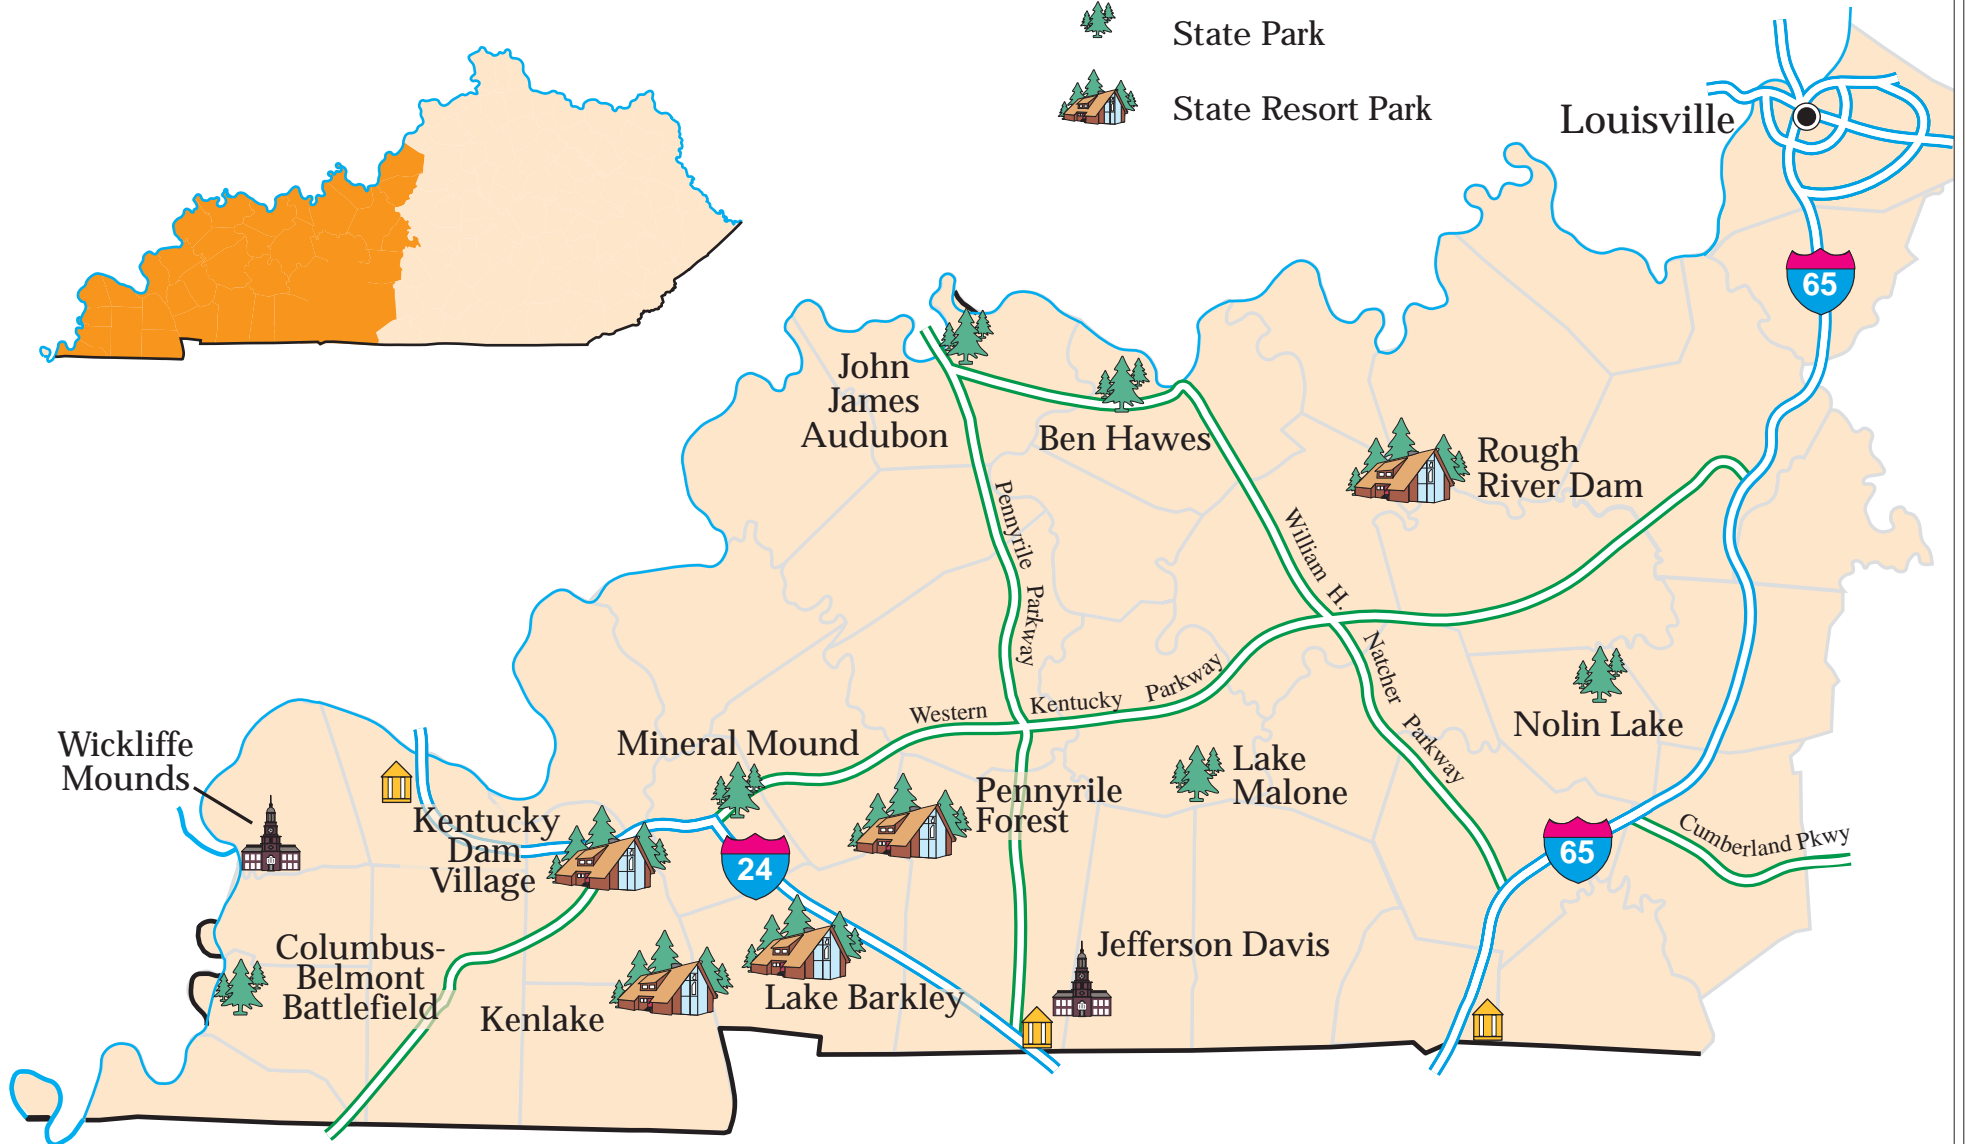 State Park
State Resort Park
Louisville
65
John
James
Audubon
Ben Hawes
Rough
River Dam
Pennyrile Parkway
William H. Natcher Parkway
Western Kentucky Parkway
Nolin Lake
Wickliffe
Mounds
Mineral Mound
Lake
Malone
Pennyrile
Forest
Kentucky
Dam
Village
24
65
Cumberland Pkwy
Columbus-
Belmont
Battlefield
Jefferson Davis
Lake Barkley
Kenlake